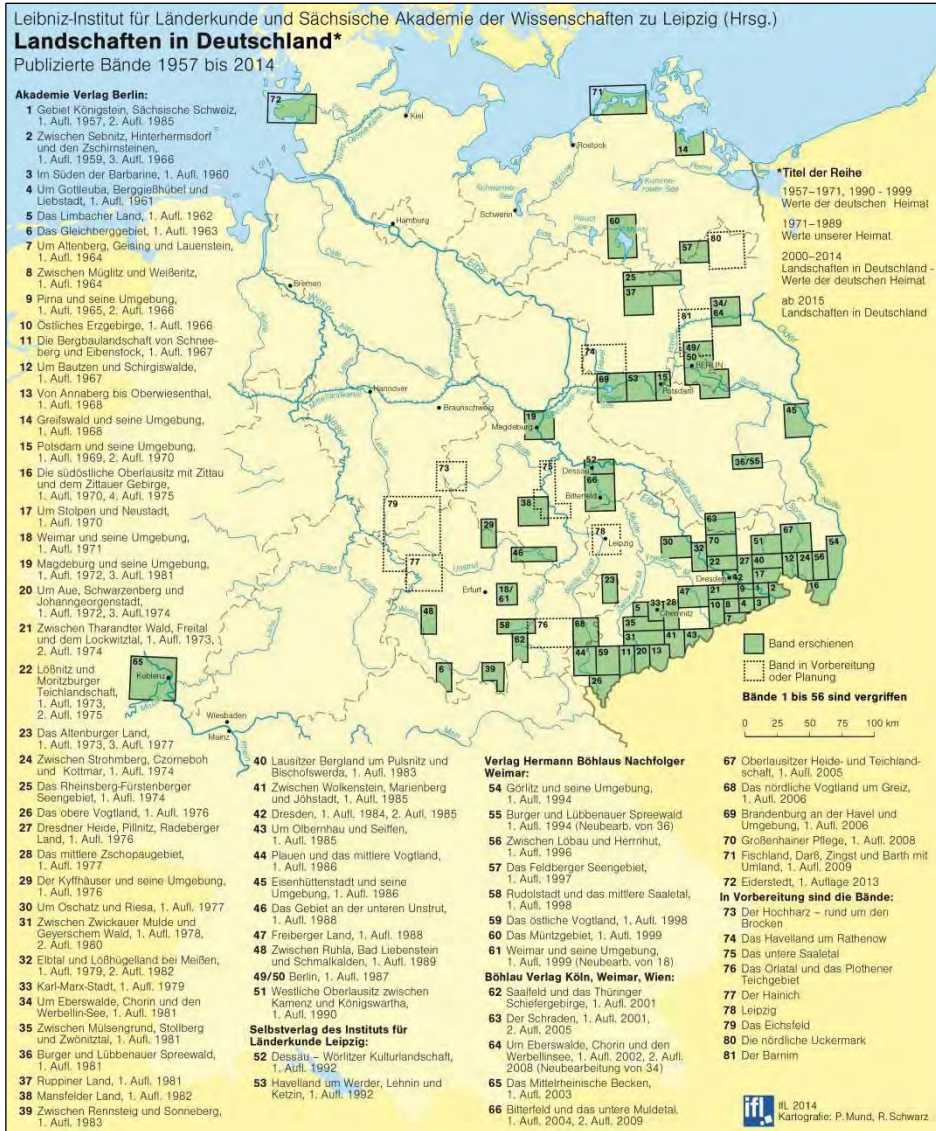 Leibniz-Institut für Länderkunde und Sächsische Akademie der Wissenschaften zu Leipzig (Hrsg.)
Landschaften in Deutschland*
Publizierte Bände 1957 bis 2014
Akademie Verlag Berlin:
1 Gebiet Königstein, Sächsische Schweiz,
1. Aufl. 1957, 2. Aufl. 1985
2 Zwischen Sebnitz, Hinterhermsdorf
und den Zschirnsteinen,
1. Aufl. 1959, 3. Aufl. 1966
3 Im Süden der Barbarine, 1. Aufl. 1960
4 Um Gottleuba, Berggießhübel und
Liebstadt, 1. Aufl. 1961
5 Das Limbacher Land, 1. Aufl. 1962
6 Das Gleichberggebiet, 1. Aufl. 1963
7 Um Altenberg, Geising und Lauenstein,
1. Aufl. 1964
8 Zwischen Müglitz und Weißeritz,
1. Aufl. 1964
9 Pirna und seine Umgebung,
1. Aufl. 1965, 2. Aufl. 1966
10 Östliches Erzgebirge, 1. Aufl. 1966
11 Die Bergbaulandschaft von Schnee-
berg und Eibenstock, 1. Aufl. 1967
12 Um Bautzen und Schirgiswalde,
1. Aufl. 1967
13 Von Annaberg bis Oberwiesenthal,
1. Aufl. 1968
14 Greifswald und seine Umgebung,
1. Aufl. 1968
15 Potsdam und seine Umgebung,
1. Aufl. 1969, 2. Aufl. 1970
16 Die südöstliche Oberlausitz mit Zittau
und dem Zittauer Gebirge,
1. Aufl. 1970, 4. Aufl. 1975
17 Um Stolpen und Neustadt,
1. Aufl. 1970
18 Weimar und seine Umgebung,
1. Aufl. 1971
19 Magdeburg und seine Umgebung,
1. Aufl. 1972, 3. Aufl. 1981
20 Um Aue, Schwarzenberg und
Johanngeorgenstadt,
1. Aufl. 1972, 3. Aufl. 1974
21 Zwischen Tharandter Wald, Freital
und dem Lockwitztal, 1. Aufl. 1973,
2. Aufl. 1974
22 Lößnitz und
Moritzburger
Teichlandschaft,
1. Aufl. 1973,
2. Aufl. 1975
23 Das Altenburger Land,
1. Aufl. 1973, 3. Aufl. 1977
24 Zwischen Strohmberg, Czorneboh
und Kottmar, 1. Aufl. 1974
25 Das Rheinsberg-Fürstenberger
Seengebiet, 1. Aufl. 1974
26 Das obere Vogtland, 1. Aufl. 1976
27 Dresdner Heide, Pillnitz, Radeberger
Land, 1. Aufl. 1976
28 Das mittlere Zschopaugebiet,
1. Aufl. 1977
29 Der Kyffhäuser und seine Umgebung,
1. Aufl. 1976
30 Um Oschatz und Riesa, 1. Aufl. 1977
31 Zwischen Zwickauer Mulde und
Geyerschem Wald, 1. Aufl. 1978,
2. Aufl. 1980
32 Elbtal und Lößhügelland bei Meißen,
1. Aufl. 1979, 2. Aufl. 1982
33 Karl-Marx-Stadt, 1. Aufl. 1979
34 Um Eberswalde, Chorin und den
Werbellin-See, 1. Aufl. 1981
35 Zwischen Mülsengrund, Stollberg
und Zwönitztal, 1. Aufl. 1981
36 Burger und Lübbenauer Spreewald,
1. Aufl. 1981
37 Ruppiner Land, 1. Aufl. 1981
38 Mansfelder Land, 1. Aufl. 1982
39 Zwischen Rennsteig und Sonneberg,
1. Aufl. 1983
40 Lausitzer Bergland um Pulsnitz und
Bischofswerda, 1. Aufl. 1983
41 Zwischen Wolkenstein, Marienberg
und Jöhstadt, 1. Aufl. 1985
42 Dresden, 1. Aufl. 1984, 2. Aufl. 1985
43 Um Olbernhau und Seiffen,
1. Aufl. 1985
44 Plauen und das mittlere Vogtland,
1. Aufl. 1986
45 Eisenhüttenstadt und seine
Umgebung, 1. Aufl. 1986
46 Das Gebiet an der unteren Unstrut,
1. Aufl. 1988
47 Freiberger Land, 1. Aufl. 1988
48 Zwischen Ruhla, Bad Liebenstein
und Schmalkalden, 1. Aufl. 1989
49/50 Berlin, 1. Aufl. 1987
51 Westliche Oberlausitz zwischen
Kamenz und Königswartha,
1. Aufl. 1990
Selbstverlag des Instituts für
Länderkunde Leipzig:
52 Dessau – Wörlitzer Kulturlandschaft,
1. Aufl. 1992
53 Havelland um Werder, Lehnin und
Ketzin, 1. Aufl. 1992
Verlag Hermann Böhlaus Nachfolger
Weimar:
54 Görlitz und seine Umgebung,
1. Aufl. 1994
55 Burger und Lübbenauer Spreewald
1. Aufl. 1994 (Neubearb. von 36)
56 Zwischen Löbau und Herrnhut,
1. Aufl. 1996
57 Das Feldberger Seengebiet,
1. Aufl. 1997
58 Rudolstadt und das mittlere Saaletal,
1. Aufl. 1998
59 Das östliche Vogtland, 1. Aufl. 1998
60 Das Müritzgebiet, 1. Aufl. 1999
61 Weimar und seine Umgebung,
1. Aufl. 1999 (Neubearb. von 18)
Böhlau Verlag Köln, Weimar, Wien:
62 Saalfeld und das Thüringer
Schiefergebirge, 1. Aufl. 2001
63 Der Schraden, 1. Aufl. 2001,
2. Aufl. 2005
64 Um Eberswalde, Chorin und den
Werbellinsee, 1. Aufl. 2002, 2. Aufl.
2008 (Neubearbeitung von 34)
65 Das Mittelrheinische Becken,
1. Aufl. 2003
66 Bitterfeld und das untere Muldetal,
1. Aufl. 2004, 2. Aufl. 2009
67 Oberlausitzer Heide- und Teichland-
schaft, 1. Aufl. 2005
68 Das nördliche Vogtland um Greiz,
1. Aufl. 2006
69 Brandenburg an der Havel und
Umgebung, 1. Aufl. 2006
70 Großenhainer Pflege, 1. Aufl. 2008
71 Fischland, Darß, Zingst und Barth mit
Umland, 1. Aufl. 2009
72 Eiderstedt, 1. Auflage 2013
In Vorbereitung sind die Bände:
73 Der Hochharz – rund um den
Brocken
74 Das Havelland um Rathenow
75 Das untere Saaletal
76 Das Orlatal und das Plothener
Teichgebiet
77 Der Hainich
78 Leipzig
79 Das Eichsfeld
80 Die nördliche Uckermark
81 Der Barnim
*Titel der Reihe
1957–1971, 1990 - 1999
Werte der deutschen Heimat
1971–1989
Werte unserer Heimat
2000–2014
Landschaften in Deutschland -
Werte der deutschen Heimat
ab 2015
Landschaften in Deutschland
Band erschienen
Band in Vorbereitung
oder Planung
Bände 1 bis 56 sind vergriffen
0 25 50 100 km
Kiel
Rostock
Schwerin
Hamburg
Bremen
Hannover
Braunschweig
Magdeburg
Potsdam
BERLIN
Dessau
Bitterfeld
Leipzig
Erfurt
Dresden
Chemnitz
Koblenz
Wiesbaden
Mainz
Elbe
Weser
Oder
Mittellandkanal
Unstrut
ifl
IfL 2014
Kartografie: P. Mund, R. Schwarz